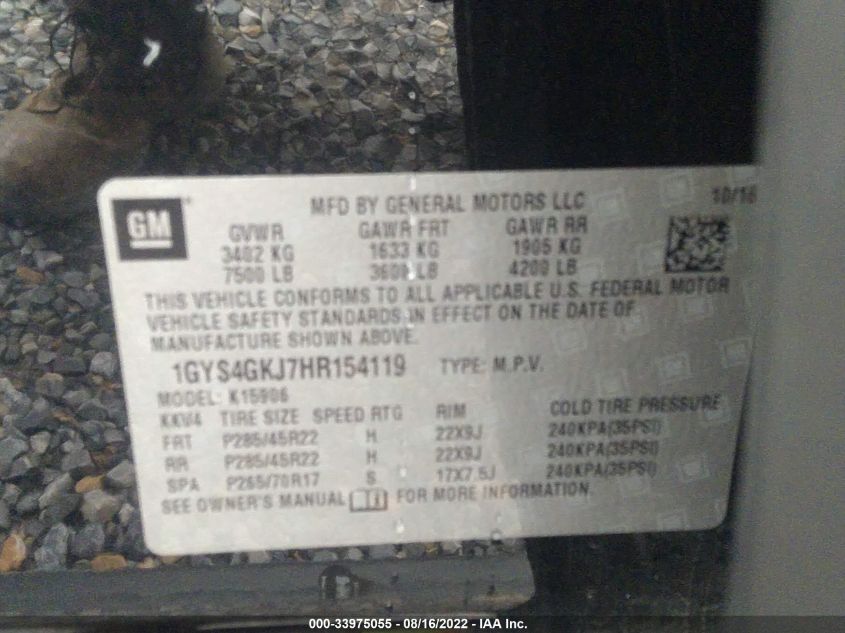 MFD BY GENERAL MOTORS LLC 10/16
GM
GVWR GAWR FRT GAWR RR
3402 KG 1633 KG 1905 KG
7500 LB 3600 LB 4200 LB
THIS VEHICLE CONFORMS TO ALL APPLICABLE U.S. FEDERAL MOTOR
VEHICLE SAFETY STANDARDS IN EFFECT ON THE DATE OF
MANUFACTURE SHOWN ABOVE.
1GYS4GKJ7HR154119 TYPE: M.P.V.
MODEL: K15906
KKV4 TIRE SIZE SPEED RTG RIM COLD TIRE PRESSURE
FRT P285/45R22 H 22X9J 240KPA(35PSI)
RR P285/45R22 H 22X9J 240KPA(35PSI)
SPA P265/70R17 S 17X7.5J 240KPA(35PSI)
SEE OWNER'S MANUAL FOR MORE INFORMATION.
000-33975055 - 08/16/2022 - IAA Inc.